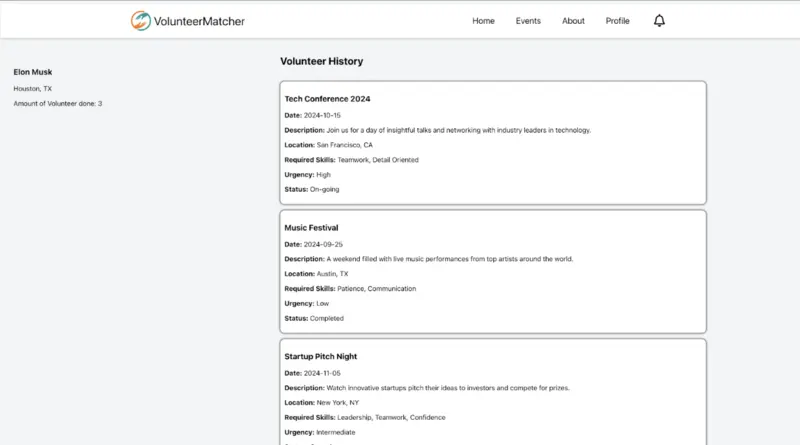 VolunteerMatcher
Home
Events
About
Profile
Elon Musk
Houston, TX
Amount of Volunteer done: 3
Volunteer History
Tech Conference 2024
Date: 2024-10-15
Description: Join us for a day of insightful talks and networking with industry leaders in technology.
Location: San Francisco, CA
Required Skills: Teamwork, Detail Oriented
Urgency: High
Status: On-going
Music Festival
Date: 2024-09-25
Description: A weekend filled with live music performances from top artists around the world.
Location: Austin, TX
Required Skills: Patience, Communication
Urgency: Low
Status: Completed
Startup Pitch Night
Date: 2024-11-05
Description: Watch innovative startups pitch their ideas to investors and compete for prizes.
Location: New York, NY
Required Skills: Leadership, Teamwork, Confidence
Urgency: Intermediate